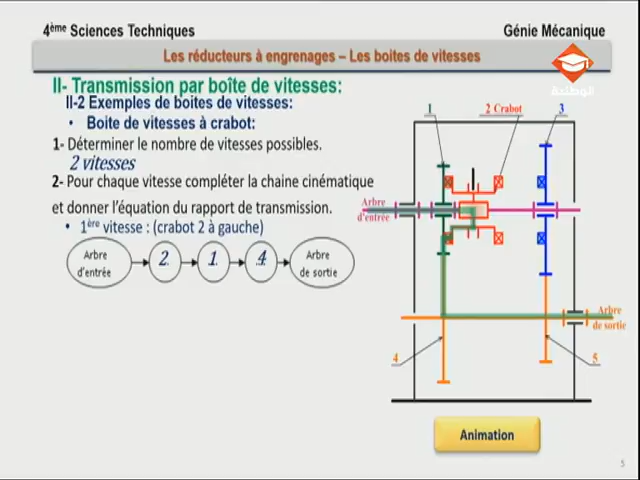 4ème Sciences Techniques
Génie Mécanique
Les réducteurs à engrenages – Les boites de vitesses
الوطنية
II- Transmission par boîte de vitesses:
II-2 Exemples de boites de vitesses:
• Boite de vitesses à crabot:
1- Déterminer le nombre de vitesses possibles.
2 vitesses
2- Pour chaque vitesse compléter la chaine cinématique
et donner l'équation du rapport de transmission.
• 1ère vitesse : (crabot 2 à gauche)
Arbre d'entrée
2
1
4
Arbre de sortie
1
2 Crabot
3
Arbre
d'entrée
Arbre
de sortie
4
5
Animation
5